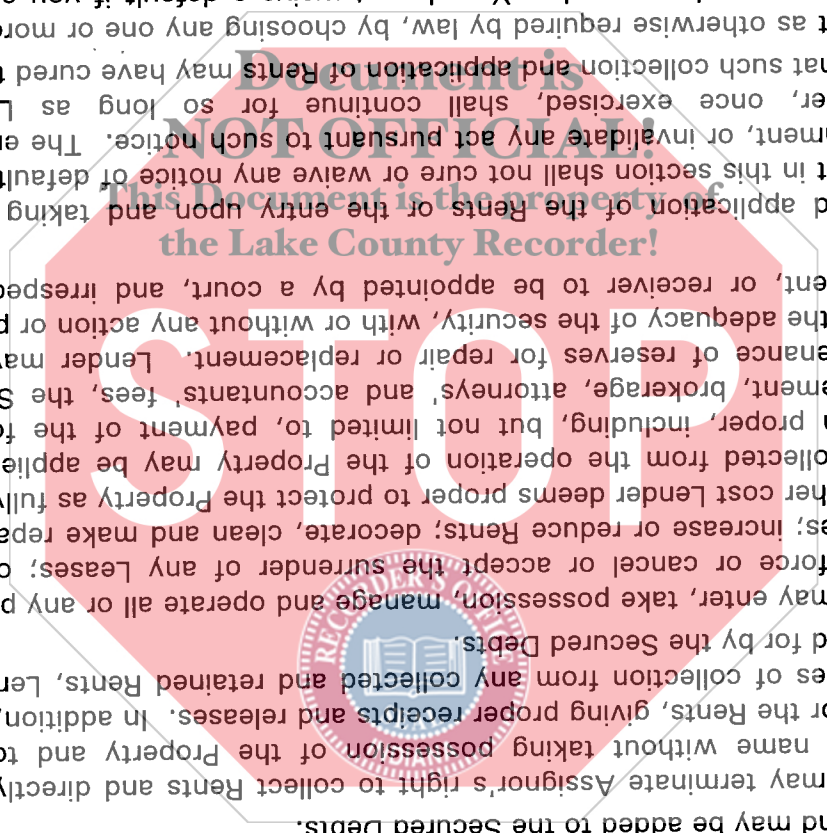 Document is
NOT OFFICIAL!
This Document is the property of
the Lake County Recorder!
STOP
RECORDER'S OFFICE
nd may be added to the Secured Debts.
may terminate Assignor's right to collect Rents and directly
name without taking possession of the Property and to
or the Rents, giving proper receipts and releases. In addition,
es of collection from any collected and retained Rents, Len
d for by the Secured Debts.
may enter, take possession, manage and operate all or any p
force or cancel or accept the surrender of any Leases; o
es; increase or reduce Rents; decorate, clean and make repa
her cost Lender deems proper to protect the Property as fully
ollected from the operation of the Property may be applie
n proper, including, but not limited to, payment of the fo
ement, brokerage, attorneys' and accountants' fees, the S
enance of reserves for repair or replacement. Lender may
the adequacy of the security, with or without any action or p
ent, or receiver to be appointed by a court, and irrespec
d application of the Rents or the entry upon and taking
t in this section shall not cure or waive any notice of default
ment, or invalidate any act pursuant to such notice. The e
er, once exercised, shall continue for so long as L
hat such collection and application of Rents may have cured t
t as otherwise required by law, by choosing any one or more